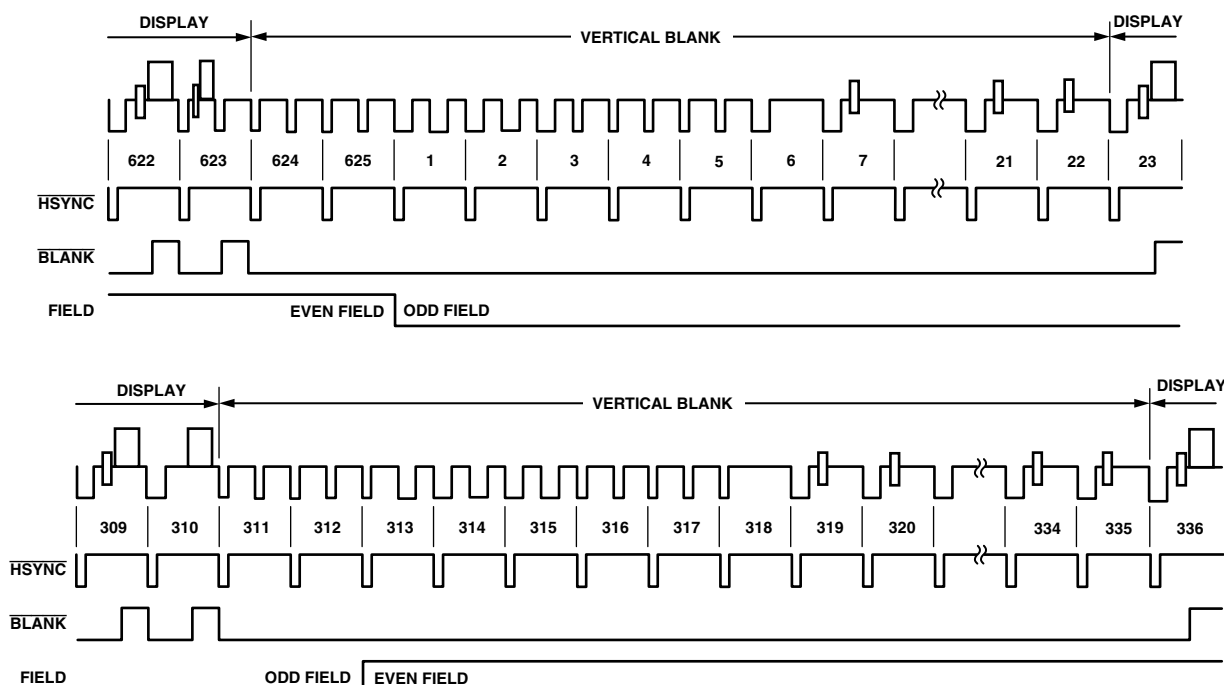 DISPLAY VERTICAL BLANK DISPLAY
622 623 624 625 1 2 3 4 5 6 7 21 22 23
HSYNC
BLANK
FIELD EVEN FIELD ODD FIELD
DISPLAY VERTICAL BLANK DISPLAY
309 310 311 312 313 314 315 316 317 318 319 320 334 335 336
HSYNC
BLANK
FIELD ODD FIELD EVEN FIELD